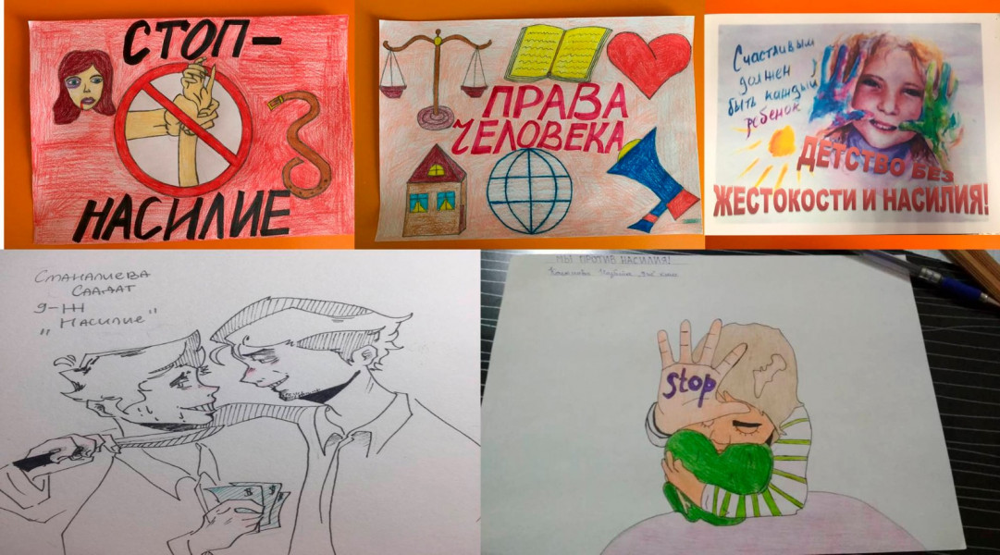 СТОП-
НАСИЛИЕ
ПРАВА
ЧЕЛОВЕКА
Счастливым
должен
быть каждый
ребенок
ДЕТСТВО БЕЗ
ЖЕСТОКОСТИ И НАСИЛИЯ!
Сманалиева
Саадат
9-Ж
"Насилие"
$ $
МЫ ПРОТИВ НАСИЛИЯ!
stop